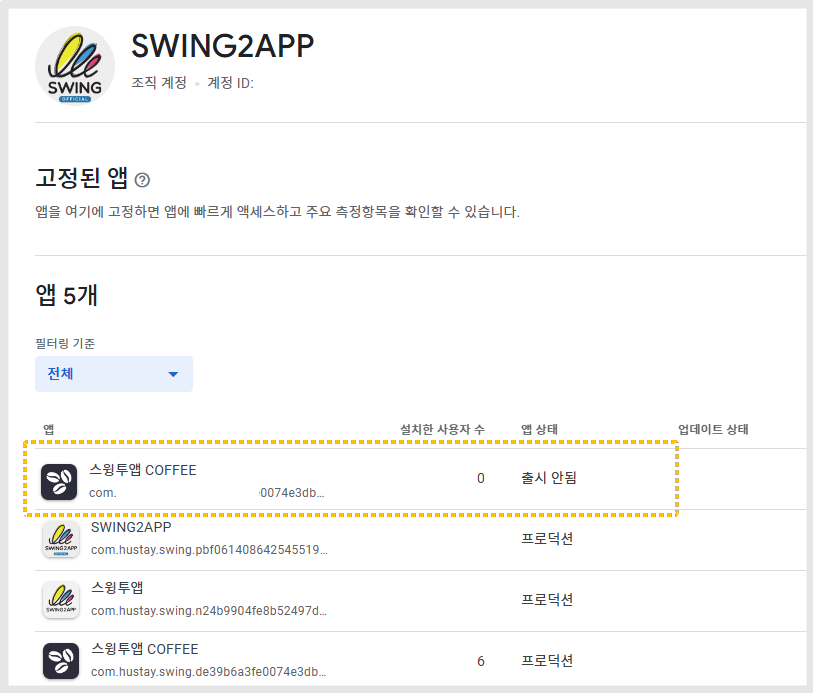 SWING2APP
SWING
OFFICIAL
조직 계정 • 계정 ID:
고정된 앱 ?
앱을 여기에 고정하면 앱에 빠르게 액세스하고 주요 측정항목을 확인할 수 있습니다.
앱 5개
필터링 기준
전체
앱 설치한 사용자 수 앱 상태 업데이트 상태
스윙투앱 COFFEE
com. 0074e3db... 0 출시 안됨
SWING2APP
SWING2APP
com.hustay.swing.pbf061408642545519... 프로덕션
스윙투앱
SWING2APP
com.hustay.swing.n24b9904fe8b52497d... 프로덕션
스윙투앱 COFFEE
com.hustay.swing.de39b6a3fe0074e3db... 6 프로덕션